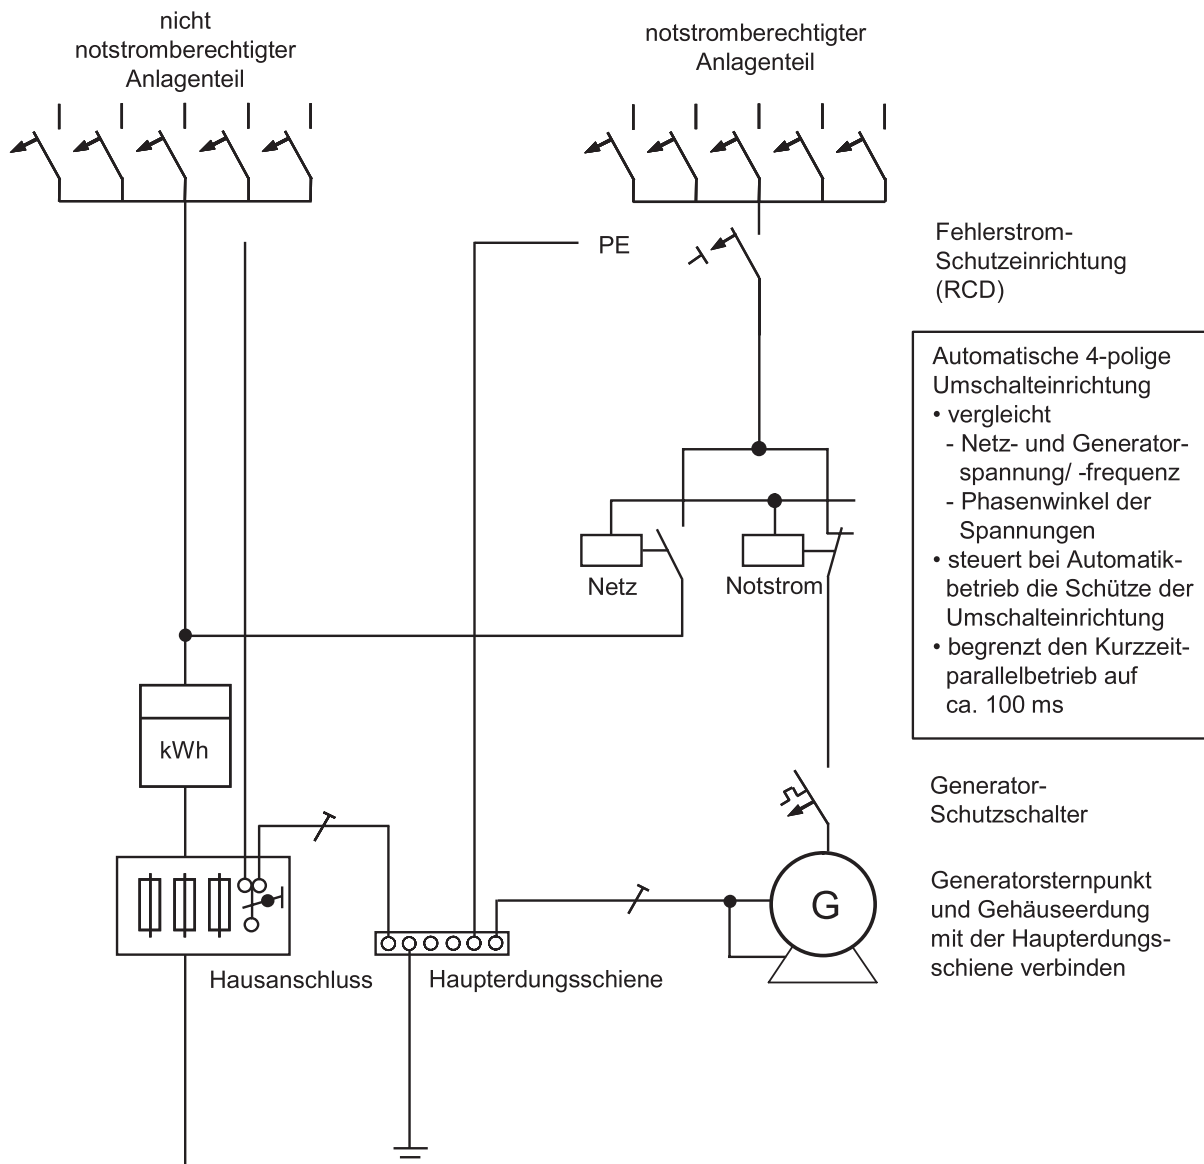 nicht
notstromberechtigter
Anlagenteil
notstromberechtigter
Anlagenteil
PE
Fehlerstrom-
Schutzeinrichtung
(RCD)
Automatische 4-polige
Umschalteinrichtung
• vergleicht
- Netz- und Generator-
spannung/ -frequenz
- Phasenwinkel der
Spannungen
• steuert bei Automatik-
betrieb die Schütze der
Umschalteinrichtung
• begrenzt den Kurzzeit-
parallelbetrieb auf
ca. 100 ms
Netz
Notstrom
kWh
Generator-
Schutzschalter
G
Generatorsternpunkt
und Gehäuseerdung
mit der Haupterdungs-
schiene verbinden
Hausanschluss
Haupterdungsschiene